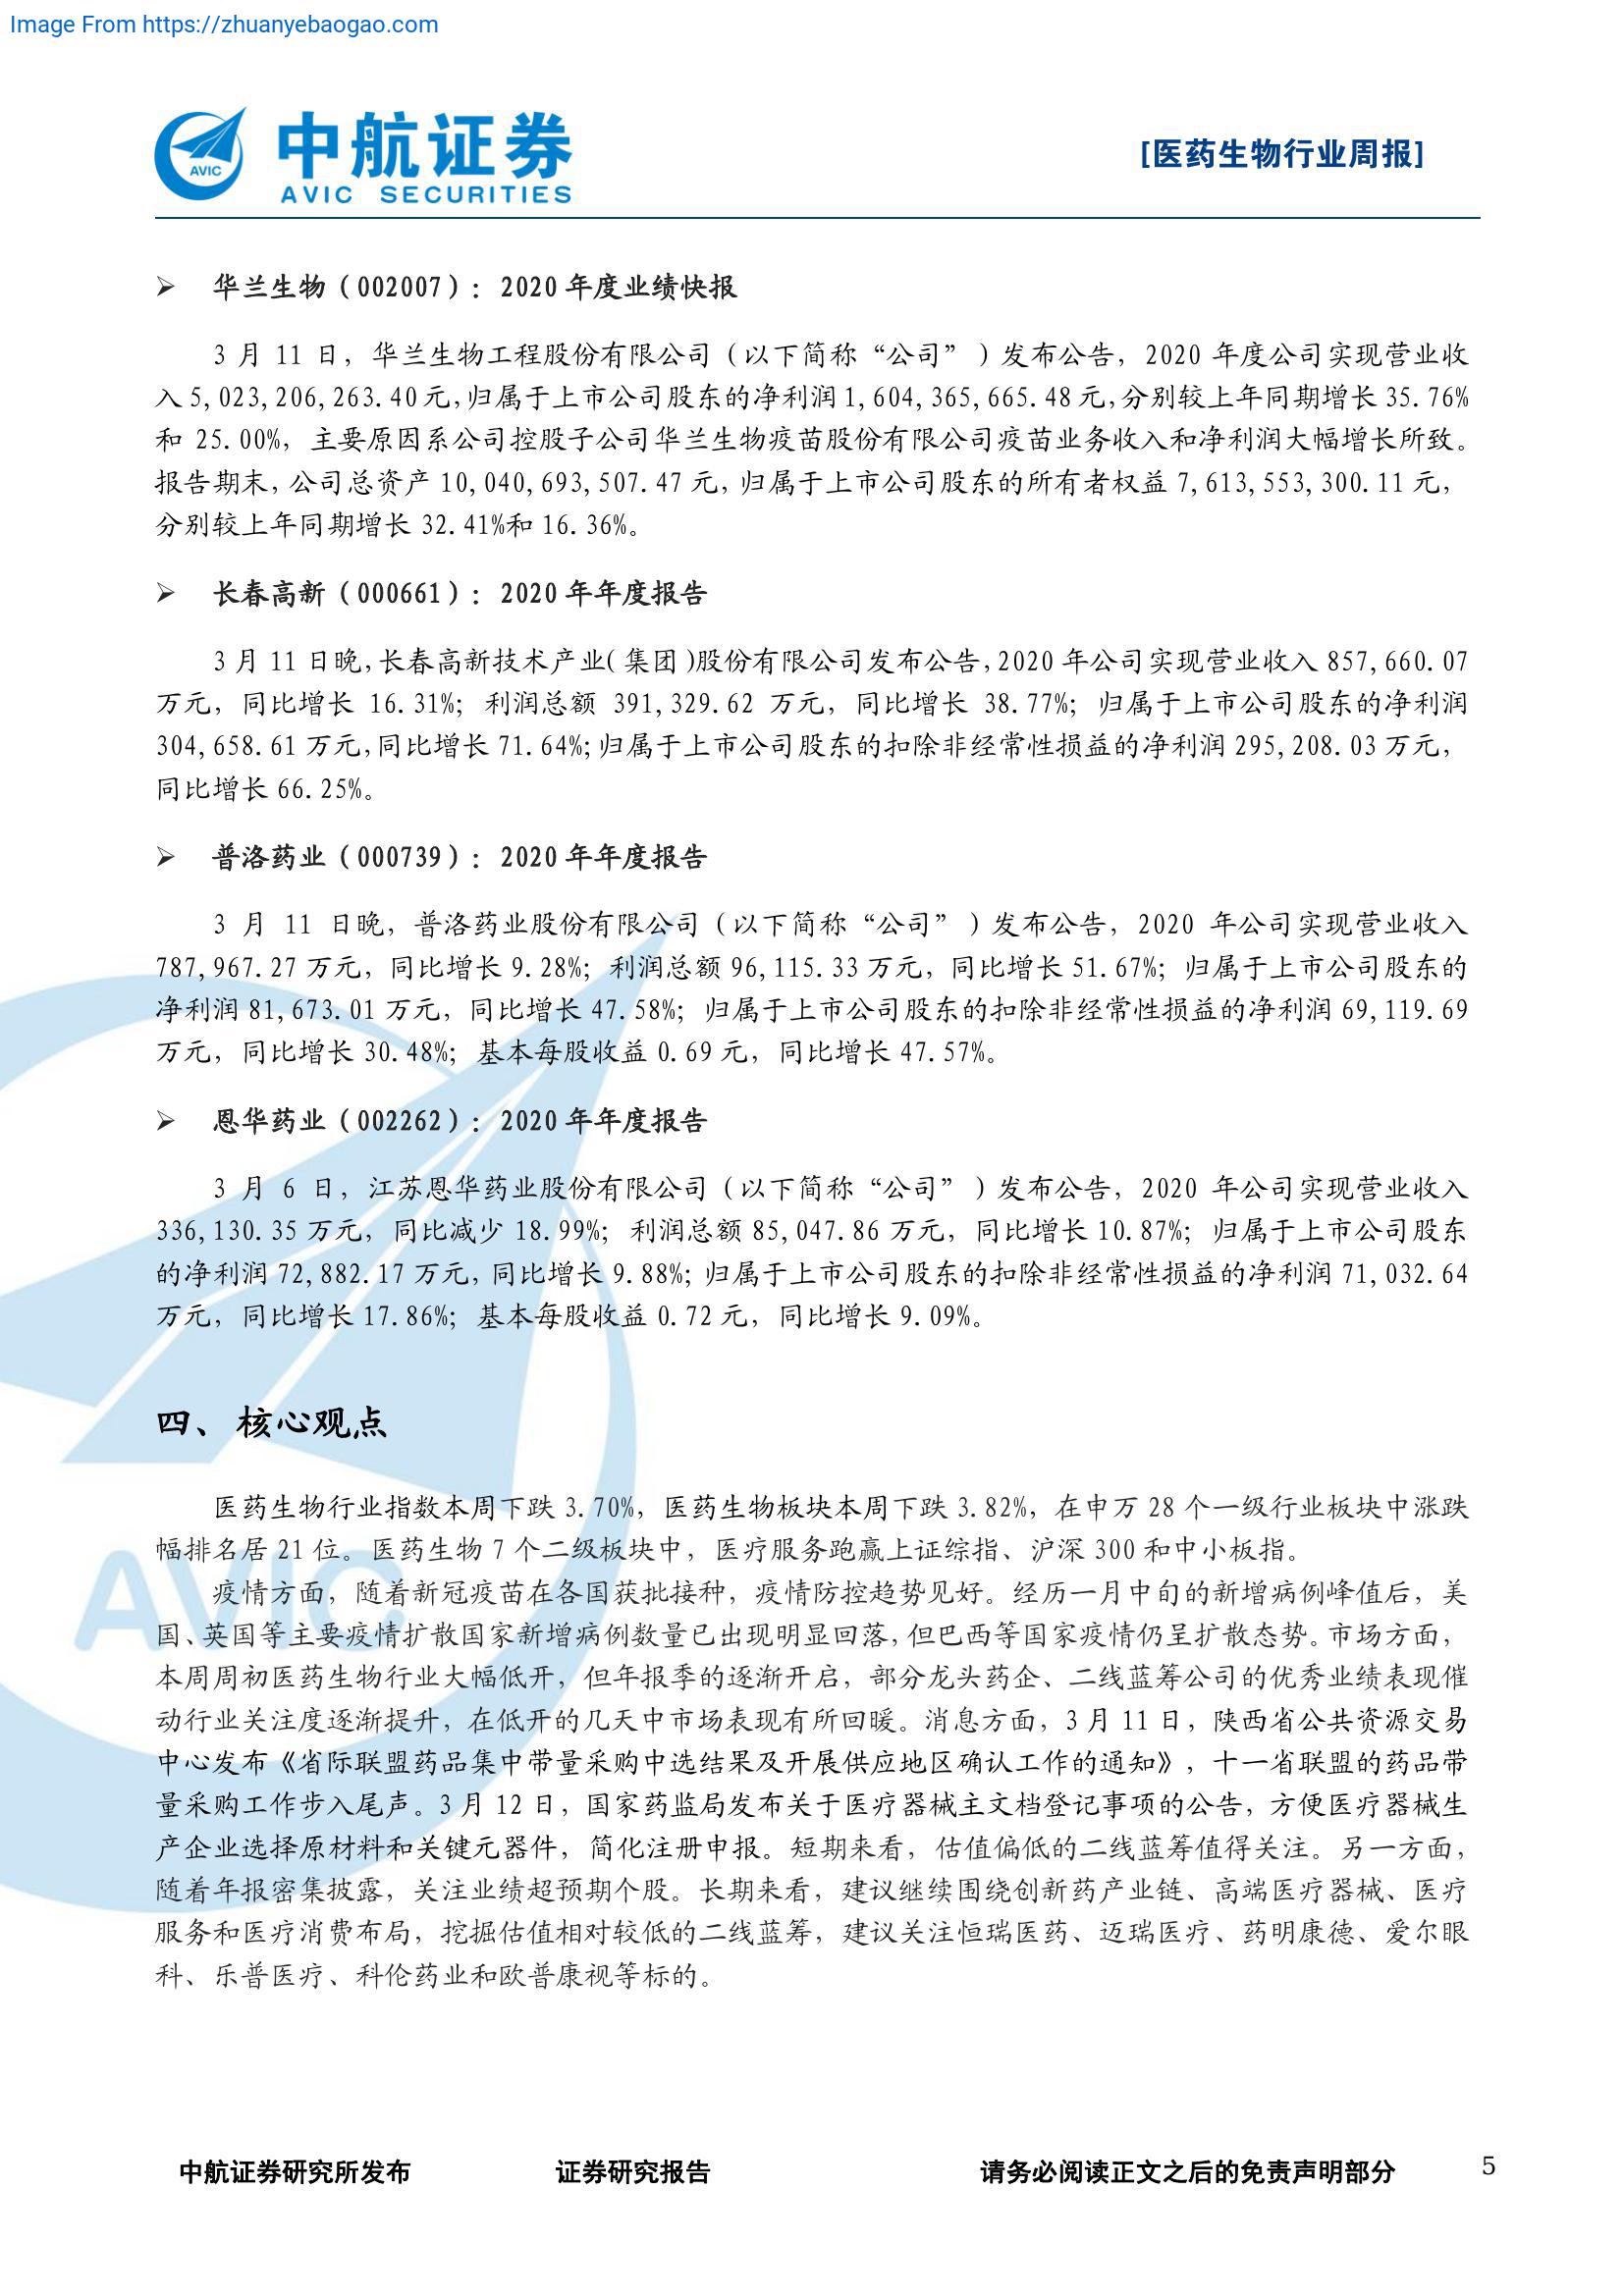 Image From https://zhuanyebaogao.com
中航证券
AVIC SECURITIES
AVIC
[医药生物行业周报]
➢ 华兰生物（002007）：2020 年度业绩快报
3 月 11 日，华兰生物工程股份有限公司（以下简称“公司”）发布公告，2020 年度公司实现营业收
入 5,023,206,263.40 元，归属于上市公司股东的净利润 1,604,365,665.48 元，分别较上年同期增长 35.76%
和 25.00%，主要原因系公司控股子公司华兰生物疫苗股份有限公司疫苗业务收入和净利润大幅增长所致。
报告期末，公司总资产 10,040,693,507.47 元，归属于上市公司股东的所有者权益 7,613,553,300.11 元，
分别较上年同期增长 32.41%和 16.36%。
➢ 长春高新（000661）：2020 年年度报告
3 月 11 日晚，长春高新技术产业(集团)股份有限公司发布公告，2020 年公司实现营业收入 857,660.07
万元，同比增长 16.31%；利润总额 391,329.62 万元，同比增长 38.77%；归属于上市公司股东的净利润
304,658.61 万元，同比增长 71.64%；归属于上市公司股东的扣除非经常性损益的净利润 295,208.03 万元，
同比增长 66.25%。
➢ 普洛药业（000739）：2020 年年度报告
3 月 11 日晚，普洛药业股份有限公司（以下简称“公司”）发布公告，2020 年公司实现营业收入
787,967.27 万元，同比增长 9.28%；利润总额 96,115.33 万元，同比增长 51.67%；归属于上市公司股东的
净利润 81,673.01 万元，同比增长 47.58%；归属于上市公司股东的扣除非经常性损益的净利润 69,119.69
万元，同比增长 30.48%；基本每股收益 0.69 元，同比增长 47.57%。
➢ 恩华药业（002262）：2020 年年度报告
3 月 6 日，江苏恩华药业股份有限公司（以下简称“公司”）发布公告，2020 年公司实现营业收入
336,130.35 万元，同比减少 18.99%；利润总额 85,047.86 万元，同比增长 10.87%；归属于上市公司股东
的净利润 72,882.17 万元，同比增长 9.88%；归属于上市公司股东的扣除非经常性损益的净利润 71,032.64
万元，同比增长 17.86%；基本每股收益 0.72 元，同比增长 9.09%。
四、核心观点
医药生物行业指数本周下跌 3.70%，医药生物板块本周下跌 3.82%，在申万 28 个一级行业板块中涨跌
幅排名居 21 位。医药生物 7 个二级板块中，医疗服务跑赢上证综指、沪深 300 和中小板指。
疫情方面，随着新冠疫苗在各国获批接种，疫情防控趋势见好。经历一月中旬的新增病例峰值后，美
国、英国等主要疫情扩散国家新增病例数量已出现明显回落，但巴西等国家疫情仍呈扩散态势。市场方面，
本周周初医药生物行业大幅低开，但年报季的逐渐开启，部分龙头药企、二线蓝筹公司的优秀业绩表现催
动行业关注度逐渐提升，在低开的几天中市场表现有所回暖。消息方面，3 月 11 日，陕西省公共资源交易
中心发布《省际联盟药品集中带量采购中选结果及开展供应地区确认工作的通知》，十一省联盟的药品带
量采购工作步入尾声。3 月 12 日，国家药监局发布关于医疗器械主文档登记事项的公告，方便医疗器械生
产企业选择原材料和关键元器件，简化注册申报。短期来看，估值偏低的二线蓝筹值得关注。另一方面，
随着年报密集披露，关注业绩超预期个股。长期来看，建议继续围绕创新药产业链、高端医疗器械、医疗
服务和医疗消费布局，挖掘估值相对较低的二线蓝筹，建议关注恒瑞医药、迈瑞医疗、药明康德、爱尔眼
科、乐普医疗、科伦药业和欧普康视等标的。
AVIC
中航证券研究所发布 证券研究报告 请务必阅读正文之后的免责声明部分 5